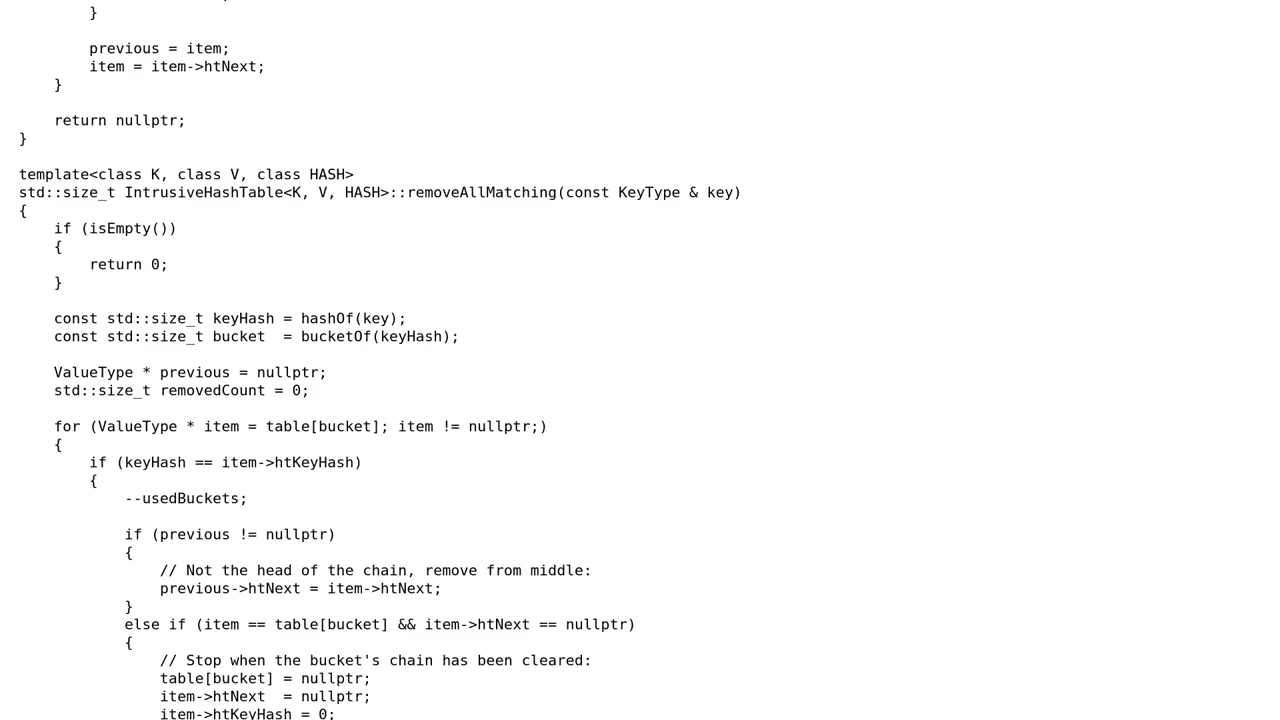 }

        previous = item;
        item = item->htNext;
    }

    return nullptr;
}

template<class K, class V, class HASH>
std::size_t IntrusiveHashTable<K, V, HASH>::removeAllMatching(const KeyType & key)
{
    if (isEmpty())
    {
        return 0;
    }

    const std::size_t keyHash = hashOf(key);
    const std::size_t bucket  = bucketOf(keyHash);

    ValueType * previous = nullptr;
    std::size_t removedCount = 0;

    for (ValueType * item = table[bucket]; item != nullptr;)
    {
        if (keyHash == item->htKeyHash)
        {
            --usedBuckets;

            if (previous != nullptr)
            {
                // Not the head of the chain, remove from middle:
                previous->htNext = item->htNext;
            }
            else if (item == table[bucket] && item->htNext == nullptr)
            {
                // Stop when the bucket's chain has been cleared:
                table[bucket] = nullptr;
                item->htNext  = nullptr;
                item->htKeyHash = 0;